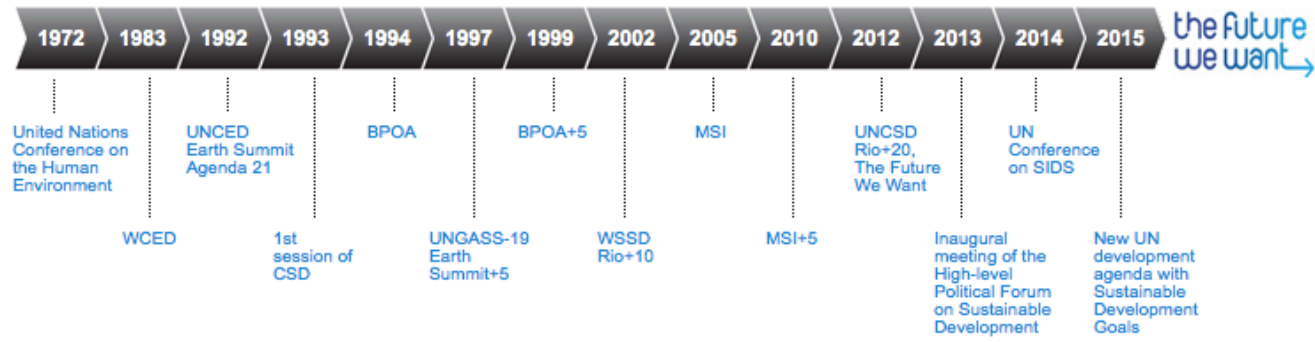 1972 1983 1992 1993 1994 1997 1999 2002 2005 2010 2012 2013 2014 2015
the future
we want
United Nations
Conference on
the Human
Environment
WCED
UNCED
Earth Summit
Agenda 21
1st
session of
CSD
BPOA
UNGASS-19
Earth
Summit+5
BPOA+5
WSSD
Rio+10
MSI
MSI+5
UNCSD
Rio+20,
The Future
We Want
Inaugural
meeting of the
High-level
Political Forum
on Sustainable
Development
UN
Conference
on SIDS
New UN
development
agenda with
Sustainable
Development
Goals